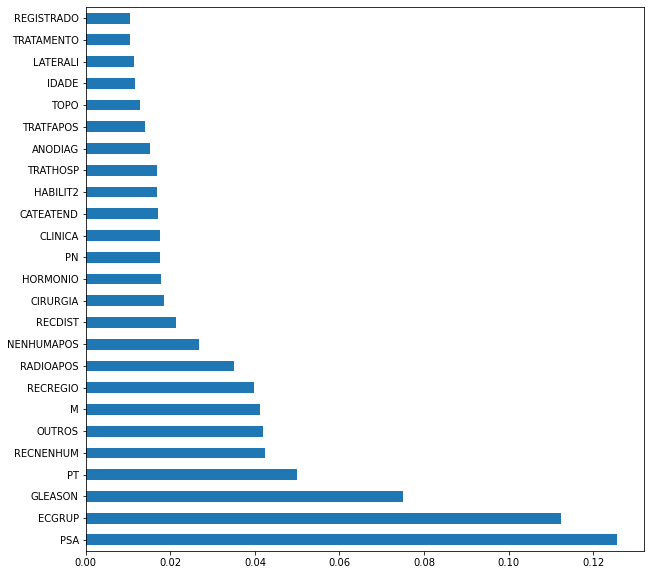 REGISTRADO
TRATAMENTO
LATERALI
IDADE
TOPO
TRATFAPOS
ANODIAG
TRATHOSP
HABILIT2
CATEATEND
CLINICA
PN
HORMONIO
CIRURGIA
RECDIST
NENHUMAPOS
RADIOAPOS
RECREGIO
M
OUTROS
RECNENHUM
PT
GLEASON
ECGRUP
PSA
0.00 0.02 0.04 0.06 0.08 0.10 0.12